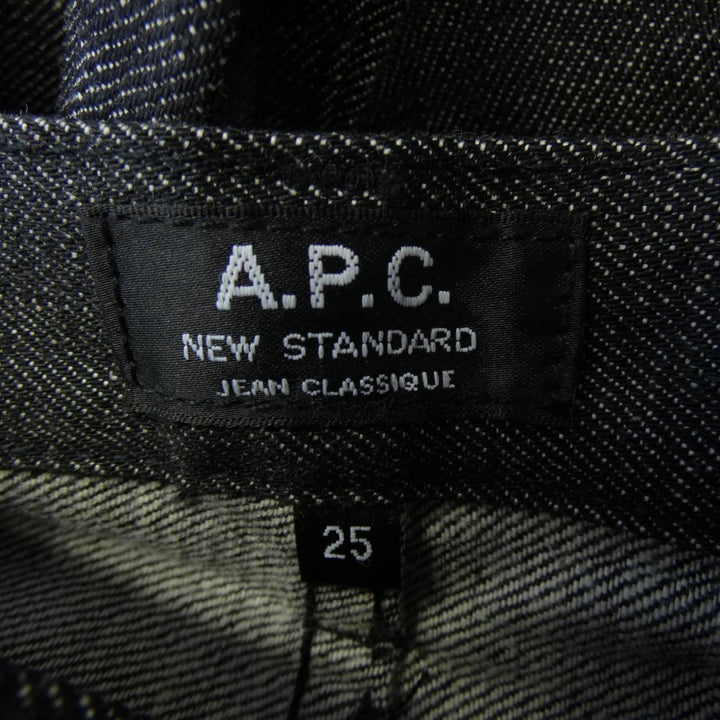 A.P.C.
NEW STANDARD
JEAN CLASSIQUE
25